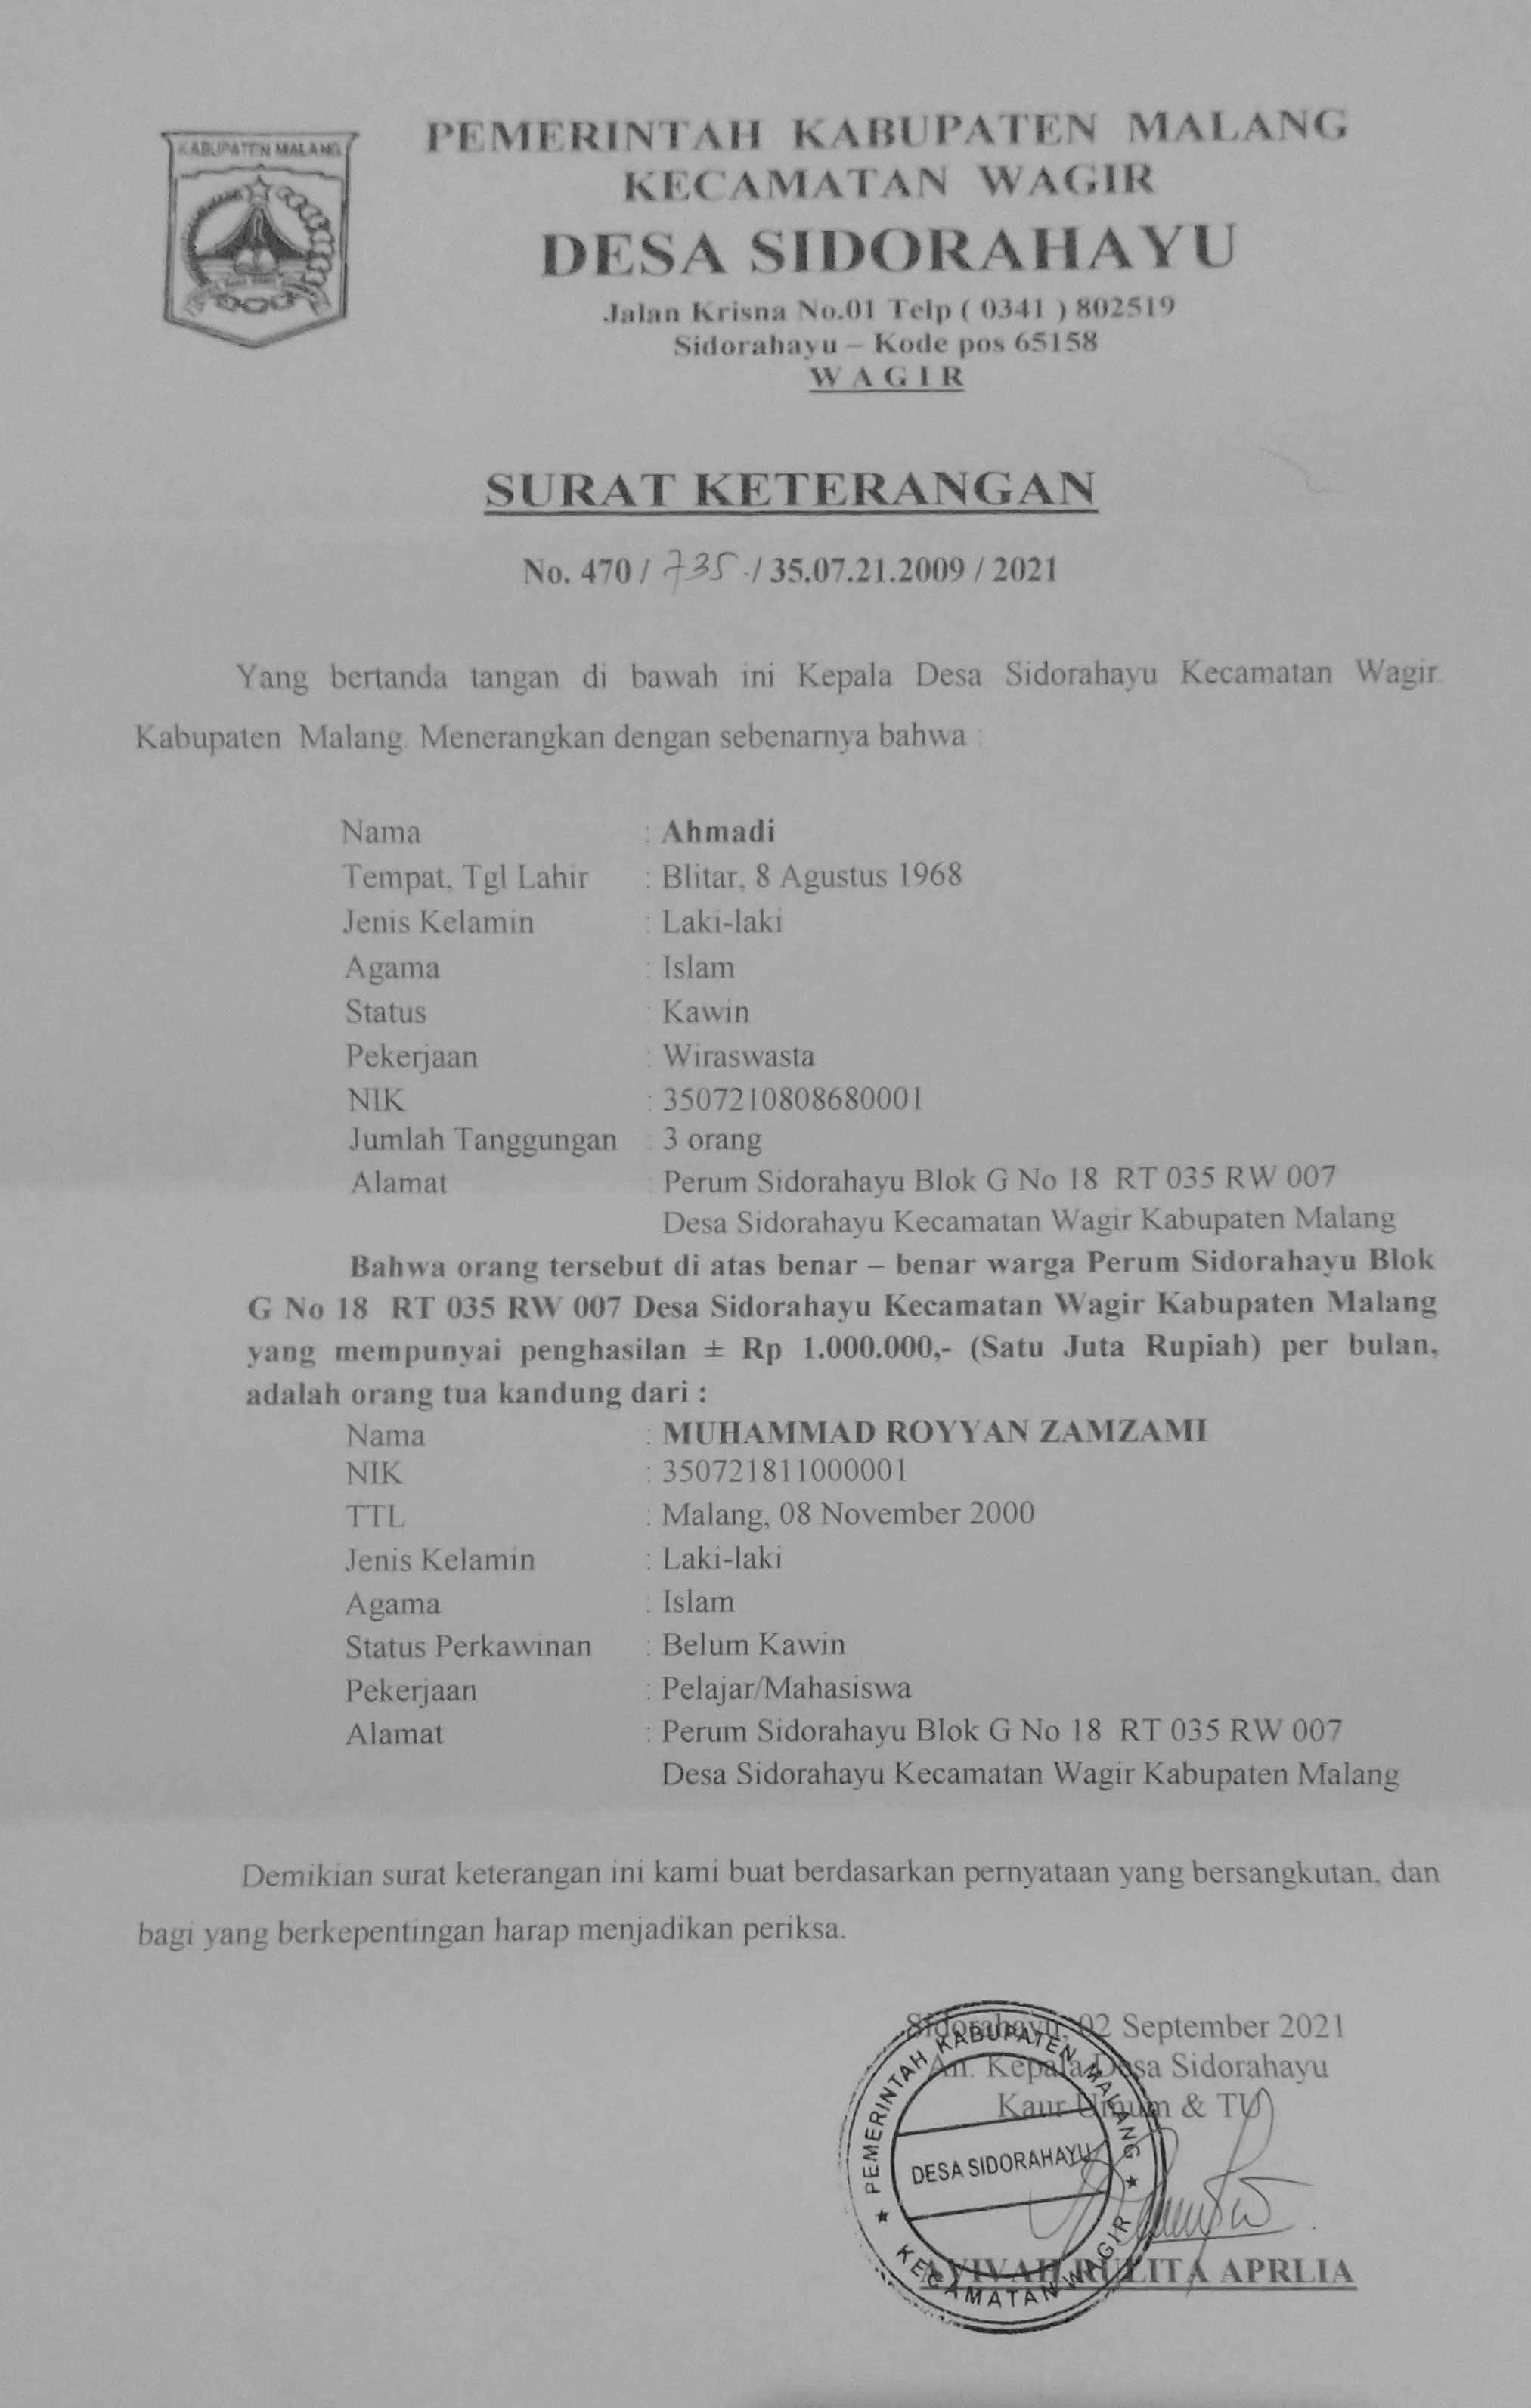 KABUPATEN MALANG
PEMERINTAH KABUPATEN MALANG
KECAMATAN WAGIR
DESA SIDORAHAYU
Jalan Krisna No.01 Telp ( 0341 ) 802519
Sidorahayu – Kode pos 65158
W A G I R
SURAT KETERANGAN
No. 470 / 735 / 35.07.21.2009 / 2021
Yang bertanda tangan di bawah ini Kepala Desa Sidorahayu Kecamatan Wagir
Kabupaten Malang. Menerangkan dengan sebenarnya bahwa :
Nama : Ahmadi
Tempat, Tgl Lahir : Blitar, 8 Agustus 1968
Jenis Kelamin : Laki-laki
Agama : Islam
Status : Kawin
Pekerjaan : Wiraswasta
NIK : 3507210808680001
Jumlah Tanggungan : 3 orang
Alamat : Perum Sidorahayu Blok G No 18 RT 035 RW 007
Desa Sidorahayu Kecamatan Wagir Kabupaten Malang
Bahwa orang tersebut di atas benar – benar warga Perum Sidorahayu Blok
G No 18 RT 035 RW 007 Desa Sidorahayu Kecamatan Wagir Kabupaten Malang
yang mempunyai penghasilan ± Rp 1.000.000,- (Satu Juta Rupiah) per bulan,
adalah orang tua kandung dari :
Nama : MUHAMMAD ROYYAN ZAMZAMI
NIK : 350721811000001
TTL : Malang, 08 November 2000
Jenis Kelamin : Laki-laki
Agama : Islam
Status Perkawinan : Belum Kawin
Pekerjaan : Pelajar/Mahasiswa
Alamat : Perum Sidorahayu Blok G No 18 RT 035 RW 007
Desa Sidorahayu Kecamatan Wagir Kabupaten Malang
Demikian surat keterangan ini kami buat berdasarkan pernyataan yang bersangkutan, dan
bagi yang berkepentingan harap menjadikan periksa.
Sidorahayu, 02 September 2021
An. Kepala Desa Sidorahayu
Kaur Umum & TU
PEMERINTAH KABUPATEN MALANG
DESA SIDORAHAYU
KECAMATAN WAGIR
RULITA APRLIA